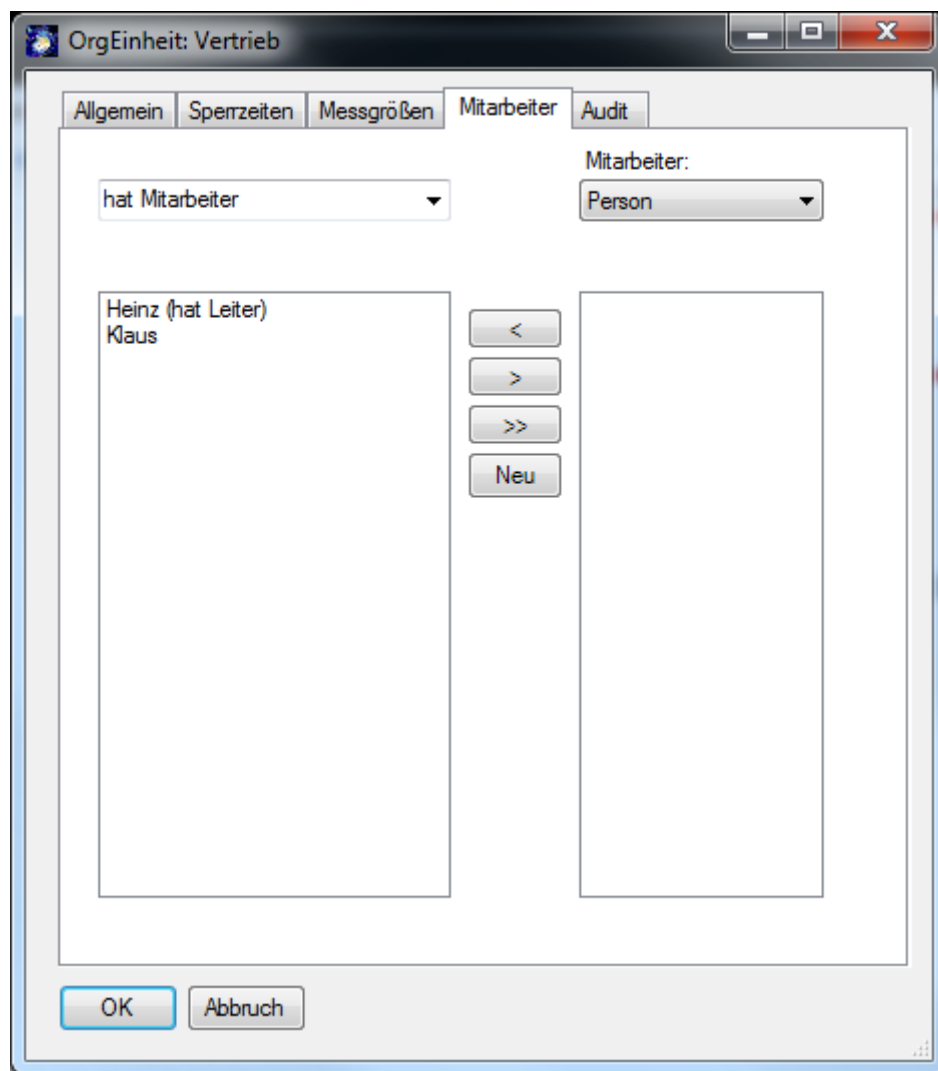 OrgEinheit: Vertrieb
Allgemein Sperrzeiten Messgrößen Mitarbeiter Audit
Mitarbeiter:
hat Mitarbeiter Person
Heinz (hat Leiter)
Klaus
<
>
>>
Neu
OK Abbruch